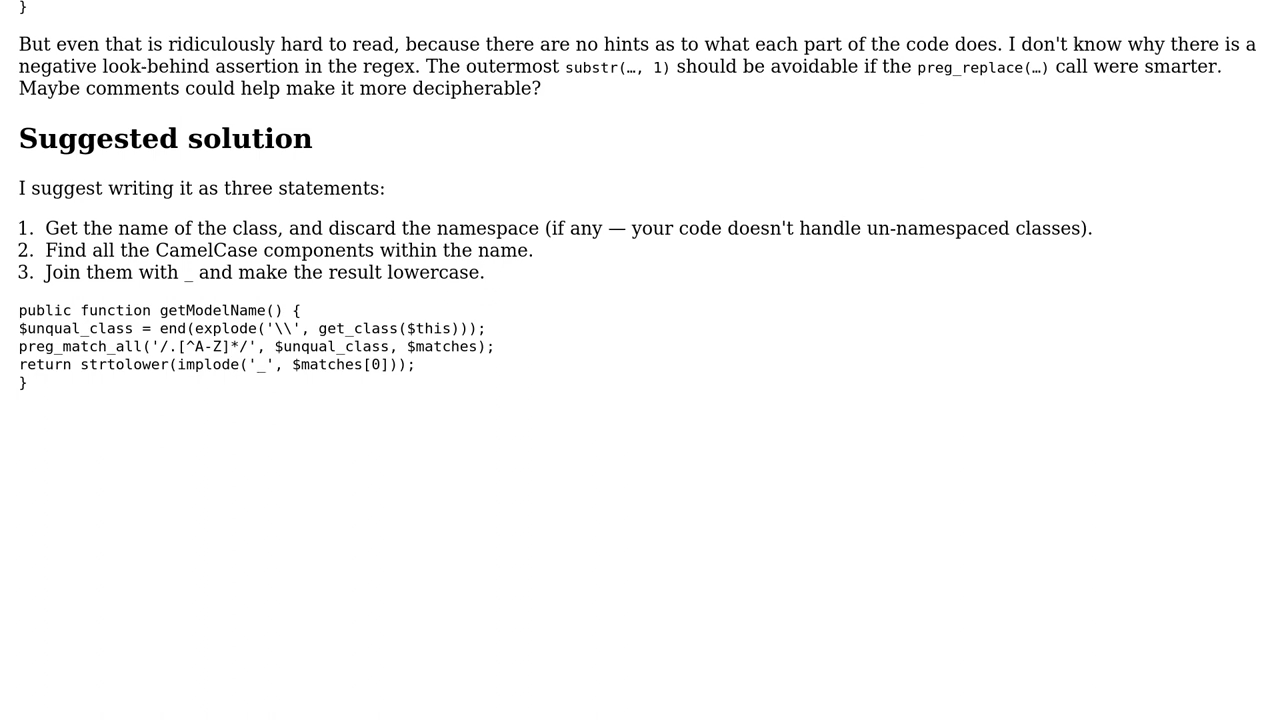 }
But even that is ridiculously hard to read, because there are no hints as to what each part of the code does. I don't know why there is a
negative look-behind assertion in the regex. The outermost substr(…, 1) should be avoidable if the preg_replace(…) call were smarter.
Maybe comments could help make it more decipherable?
Suggested solution
I suggest writing it as three statements:
1. Get the name of the class, and discard the namespace (if any — your code doesn't handle un-namespaced classes).
2. Find all the CamelCase components within the name.
3. Join them with _ and make the result lowercase.
public function getModelName() {
$unqual_class = end(explode('\\', get_class($this)));
preg_match_all('/.[^A-Z]*/', $unqual_class, $matches);
return strtolower(implode('_', $matches[0]));
}